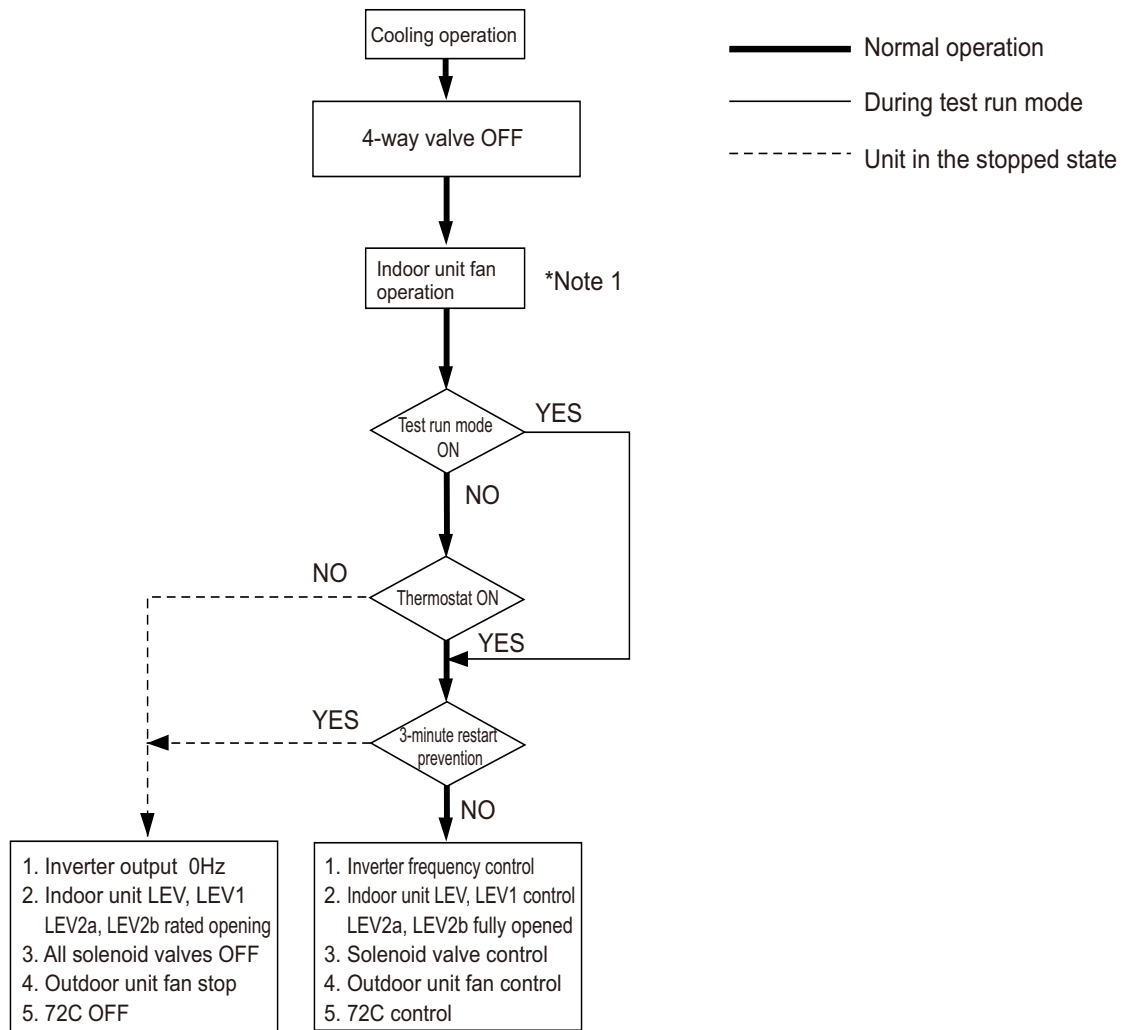 Cooling operation
Normal operation
During test run mode
Unit in the stopped state
4-way valve OFF
Indoor unit fan
operation
*Note 1
Test run mode
ON
YES
NO
NO
Thermostat ON
YES
YES
3-minute restart
prevention
NO
1. Inverter output 0Hz
2. Indoor unit LEV, LEV1
LEV2a, LEV2b rated opening
3. All solenoid valves OFF
4. Outdoor unit fan stop
5. 72C OFF
1. Inverter frequency control
2. Indoor unit LEV, LEV1 control
LEV2a, LEV2b fully opened
3. Solenoid valve control
4. Outdoor unit fan control
5. 72C control